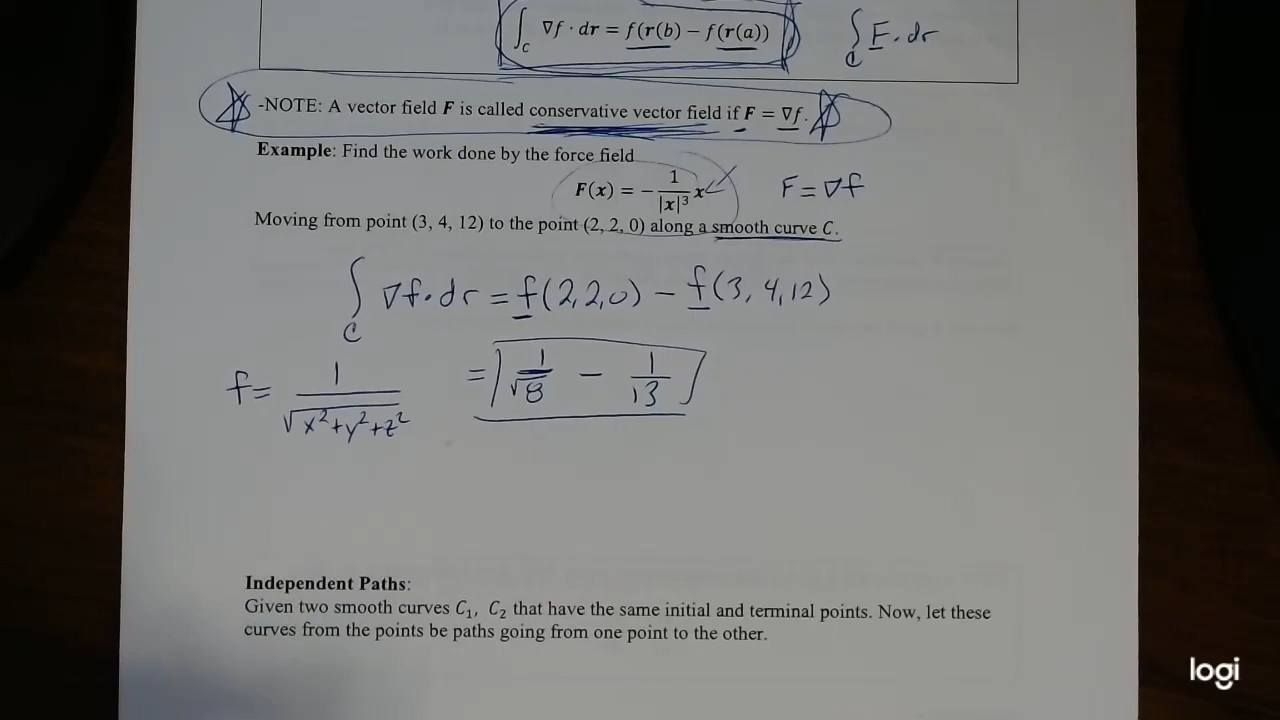 ∫_C ∇f · dr = f(r(b) − f(r(a))   ∫_C F · dr
-NOTE: A vector field F is called conservative vector field if F = ∇f.
Example: Find the work done by the force field
F(x) = − 1/|x|³ x   F = ∇f
Moving from point (3, 4, 12) to the point (2, 2, 0) along a smooth curve C.
∫_C ∇f · dr = f(2,2,0) − f(3,4,12)
f = 1/√(x²+y²+z²)   = 1/√8 − 1/13
Independent Paths:
Given two smooth curves C₁, C₂ that have the same initial and terminal points. Now, let these
curves from the points be paths going from one point to the other.
logi